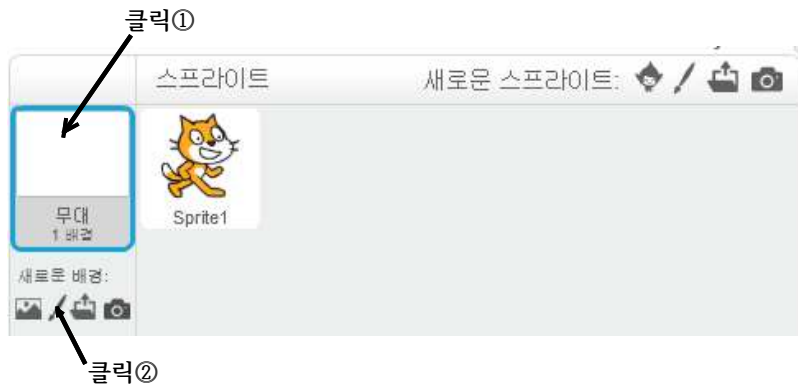 클릭①
스프라이트 새로운 스프라이트:
무대
1 배경
Sprite1
새로운 배경:
클릭②